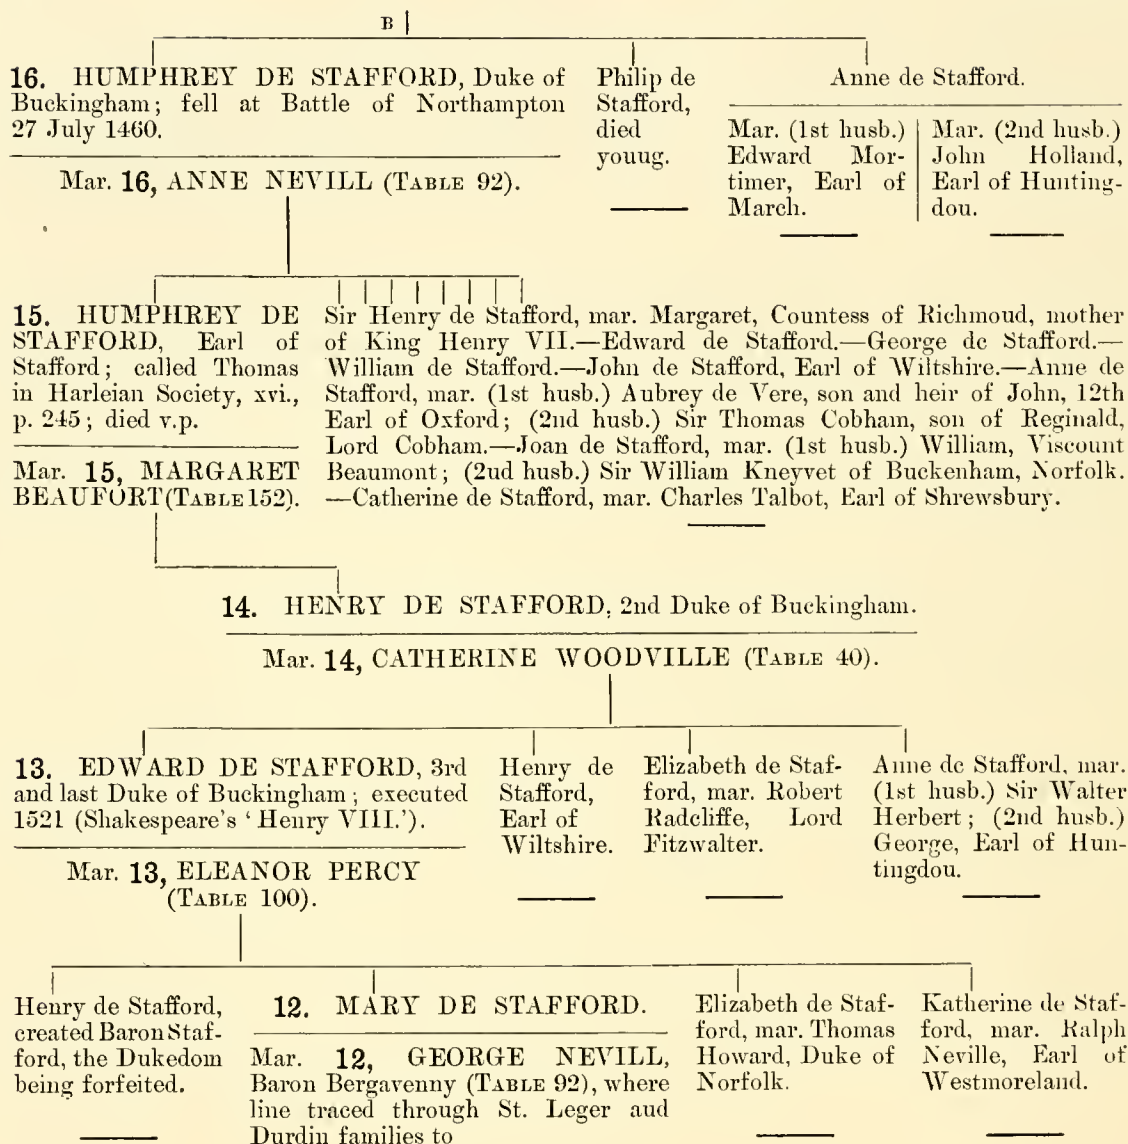 B
16. HUMPHREY DE STAFFORD, Duke of
Buckingham; fell at Battle of Northampton
27 July 1460.
Mar. 16, ANNE NEVILL (TABLE 92).
Philip de
Stafford,
died
youug.
Anne de Stafford.
Mar. (1st husb.)
Edward Mor-
timer, Earl of
March.
Mar. (2nd husb.)
John Holland,
Earl of Hunting-
dou.
15. HUMPHREY DE
STAFFORD, Earl of
Stafford; called Thomas
in Harleian Society, xvi.,
p. 245; died v.p.
Mar. 15, MARGARET
BEAUFORT (TABLE 152).
Sir Henry de Stafford, mar. Margaret, Countess of Richmoud, mother
of King Henry VII.—Edward de Stafford.—George de Stafford.—
William de Stafford.—John de Stafford, Earl of Wiltshire.—Anne de
Stafford, mar. (1st husb.) Aubrey de Vere, son and heir of John, 12th
Earl of Oxford; (2nd husb.) Sir Thomas Cobham, son of Reginald,
Lord Cobham.—Joan de Stafford, mar. (1st husb.) William, Viscount
Beaumont; (2ud husb.) Sir William Kneyvet of Buckenham, Norfolk.
—Catherine de Stafford, mar. Charles Talbot, Earl of Shrewsbury.
14. HENRY DE STAFFORD, 2nd Duke of Buckingham.
Mar. 14, CATHERINE WOODVILLE (TABLE 40).
13. EDWARD DE STAFFORD, 3rd
and last Duke of Buckingham; executed
1521 (Shakespeare's 'Henry VIII.').
Mar. 13, ELEANOR PERCY
(TABLE 100).
Henry de
Stafford,
Earl of
Wiltshire.
Elizabeth de Staf-
ford, mar. Robert
Radcliffe, Lord
Fitzwalter.
Anne de Stafford, mar.
(1st husb.) Sir Walter
Herbert; (2nd husb.)
George, Earl of Hun-
tingdou.
Henry de Stafford,
created Baron Staf-
ford, the Dukedom
being forfeited.
12. MARY DE STAFFORD.
Mar. 12, GEORGE NEVILL,
Baron Bergavenny (TABLE 92), where
line traced through St. Leger aud
Durdin families to
Elizabeth de Staf-
ford, mar. Thomas
Howard, Duke of
Norfolk.
Katherine de Staf-
ford, mar. Ralph
Neville, Earl of
Westmoreland.